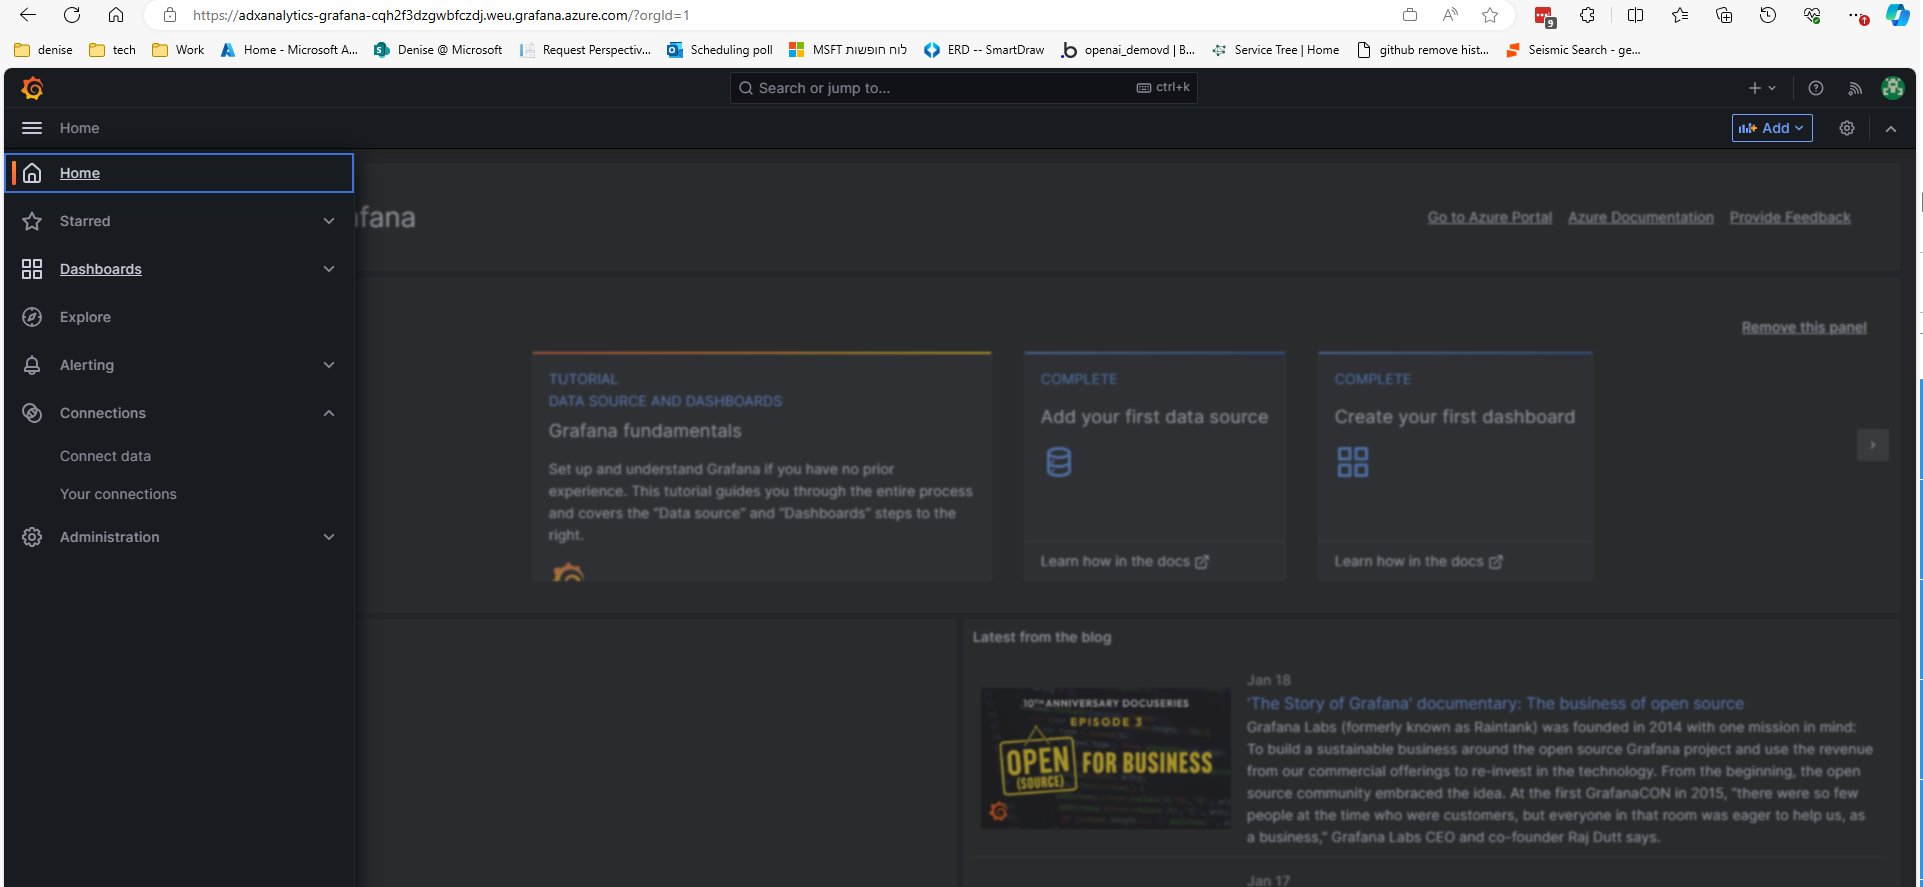 https://adxanalytics-grafana-cqh2f3dzgwbfczdj.weu.grafana.azure.com/?orgId=1
9
denise
tech
Work
Home - Microsoft A...
Denise @ Microsoft
Request Perspectiv...
Scheduling poll
MSFT לוח חופשות
ERD -- SmartDraw
openai_demovd | B...
Service Tree | Home
github remove hist...
Seismic Search - ge...
Search or jump to...
ctrl+k
Home
Add
Home
Starred
Dashboards
Explore
Alerting
Connections
Connect data
Your connections
Administration
afana
Go to Azure Portal
Azure Documentation
Provide Feedback
Remove this panel
TUTORIAL
DATA SOURCE AND DASHBOARDS
Grafana fundamentals
Set up and understand Grafana if you have no prior
experience. This tutorial guides you through the entire process
and covers the "Data source" and "Dashboards" steps to the
right.
COMPLETE
Add your first data source
Learn how in the docs
COMPLETE
Create your first dashboard
Learn how in the docs
Latest from the blog
10TH ANNIVERSARY DOCUSERIES
EPISODE 3
OPEN
(SOURCE)
FOR BUSINESS
Jan 18
'The Story of Grafana' documentary: The business of open source
Grafana Labs (formerly known as Raintank) was founded in 2014 with one mission in mind:
To build a sustainable business around the open source Grafana project and use the revenue
from our commercial offerings to re-invest in the technology. From the beginning, the open
source community embraced the idea. At the first GrafanaCON in 2015, "there were so few
people at the time who were customers, but everyone in that room was eager to help us, as
a business," Grafana Labs CEO and co-founder Raj Dutt says.
Jan 17